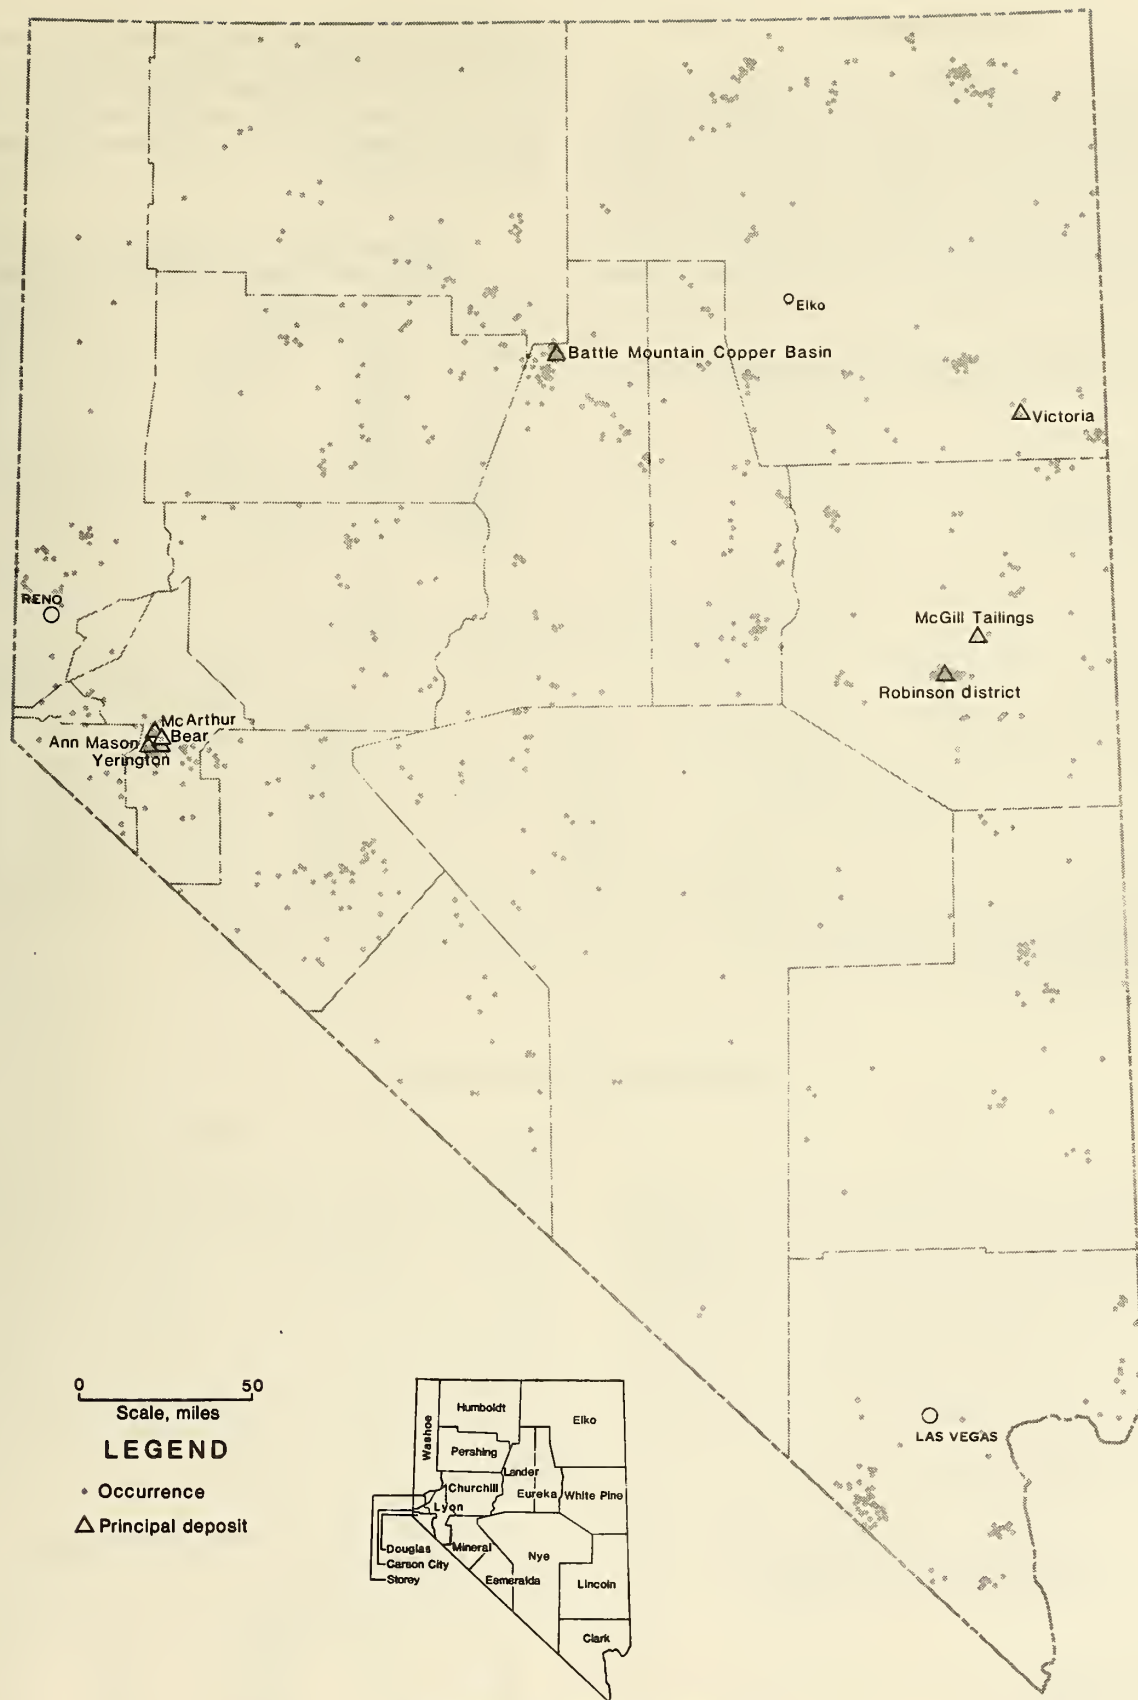 Elko
Battle Mountain Copper Basin
Victoria
RENO
McGill Tailings
Robinson district
McArthur
Ann Mason
Bear
Yerington
0 50
Scale, miles
LEGEND
Occurrence
Principal deposit
LAS VEGAS
Humboldt
Elko
Washoe
Pershing
Lander
Churchill
Eureka
White Pine
Lyon
Douglas
Mineral
Nye
Carson City
Storey
Esmeralda
Lincoln
Clark